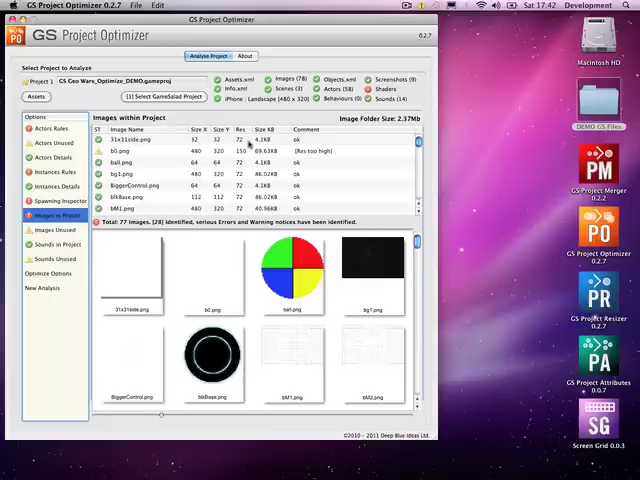 GS Project Optimizer 0.2.7 File Edit Sat 17:42 Development
GS Project Optimizer
PO GS Project Optimizer 0.2.7
Analyse Project About
Select Project to Analyze
Project 1 GS Geo Wars_Optimize_DEMO.gameproj
Assets [1] Select GameSalad Project
Assets.xml Images (78) Objects.xml Screenshots (9)
Info.xml Scenes (3) Actors (58) Shaders
iPhone : Landscape [480 x 320] Behaviours (0) Sounds (14)
Options
Actors Rules
Actors Unused
Actors Details
Instances Rules
Instances Details
Spawning Inspector
Images in Project
Images Unused
Sounds in Project
Sounds Unused
Optimize Options
New Analysis
Images within Project Image Folder Size: 2.37Mb
ST Image Name Size X Size Y Res Size KB Comment
31x31side.png 32 32 72 4.1KB ok
b0.png 480 320 150 69.63KB [Res too high]
ball.png 64 64 72 4.1KB ok
bg1.png 480 320 72 86.02KB ok
BiggerControl.png 64 64 72 4.1KB ok
blkBase.png 112 112 72 86.02KB ok
bM1.png 480 320 72 40.96KB ok
Total: 77 Images. [28] Identified, serious Errors and Warning notices have been identified.
31x31side.png b0.png ball.png bg1.png
BiggerControl.png blkBase.png bM1.png bM2.png
©2010 - 2011 Deep Blue Ideas Ltd.
Macintosh HD
DEMO GS Files
PM
GS Project Merger
0.2.2
PO
GS Project Optimizer
0.2.7
PR
GS Project Resizer
0.2.7
PA
GS Project Attributes
0.0.7
SG
Screen Grid 0.0.3